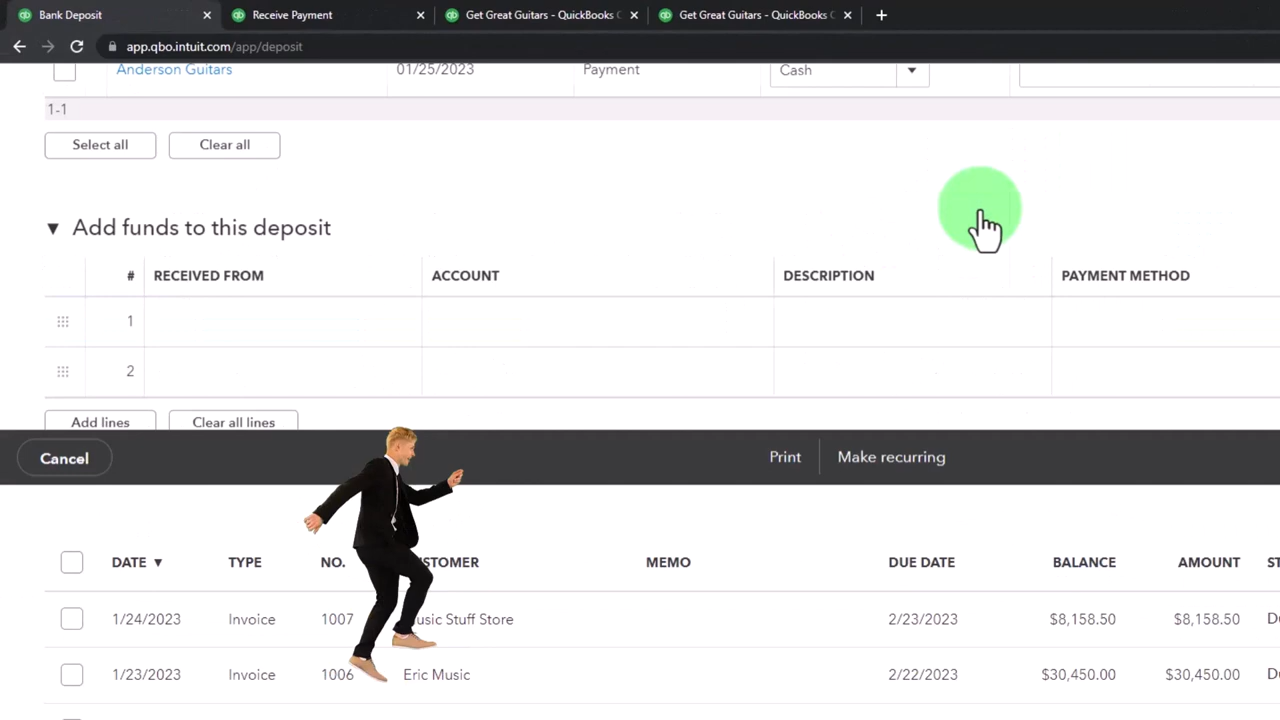 Bank Deposit
Receive Payment
Get Great Guitars - QuickBooks
Get Great Guitars - QuickBooks
app.qbo.intuit.com/app/deposit
Anderson Guitars 01/25/2023 Payment Cash
1-1
Select all Clear all
Add funds to this deposit
# RECEIVED FROM ACCOUNT DESCRIPTION PAYMENT METHOD
1
2
Add lines Clear all lines
Cancel Print Make recurring
DATE TYPE NO. CUSTOMER MEMO DUE DATE BALANCE AMOUNT
1/24/2023 Invoice 1007 Music Stuff Store 2/23/2023 $8,158.50 $8,158.50
1/23/2023 Invoice 1006 Eric Music 2/22/2023 $30,450.00 $30,450.00